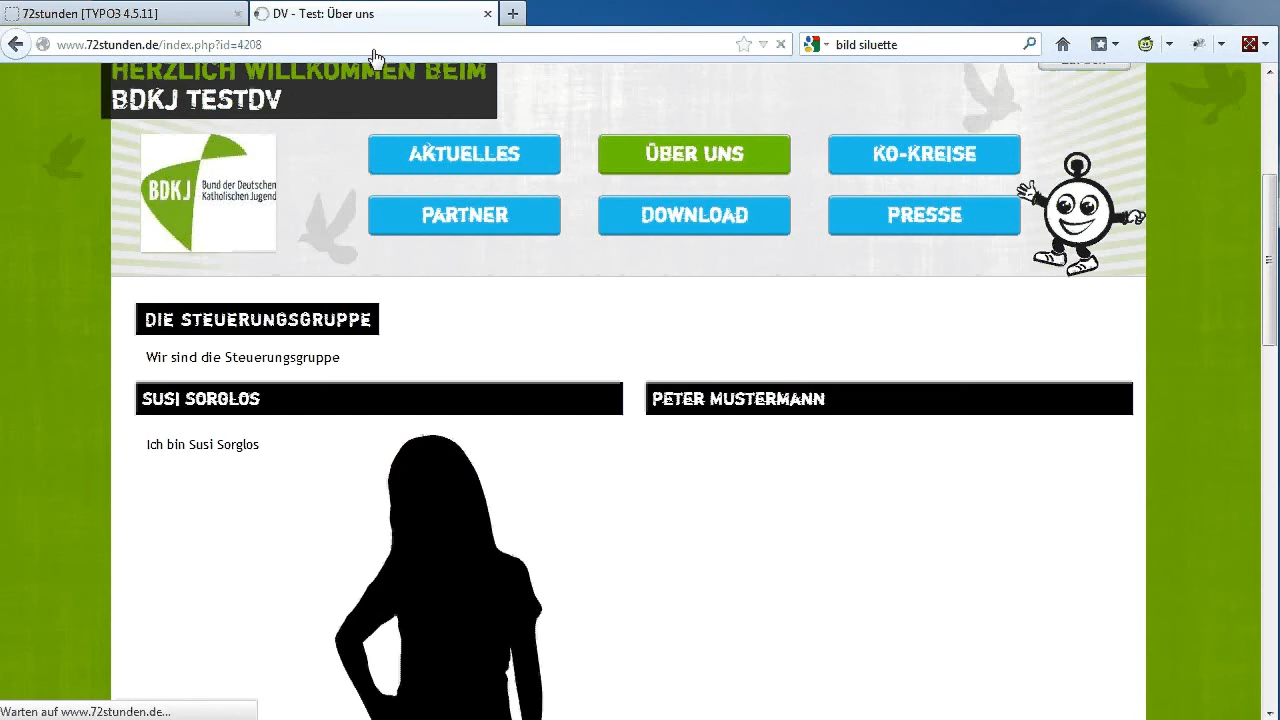 72stunden [TYPO3 4.5.11]
DV - Test: Über uns
www.72stunden.de/index.php?id=4208
bild siluette
HERZLICH WILLKOMMEN BEIM
BDKJ TESTDV
AKTUELLES
ÜBER UNS
KO-KREISE
BDKJ
Bund der Deutschen
Katholischen Jugend
PARTNER
DOWNLOAD
PRESSE
DIE STEUERUNGSGRUPPE
Wir sind die Steuerungsgruppe
SUSI SORGLOS
PETER MUSTERMANN
Ich bin Susi Sorglos
Warten auf www.72stunden.de...